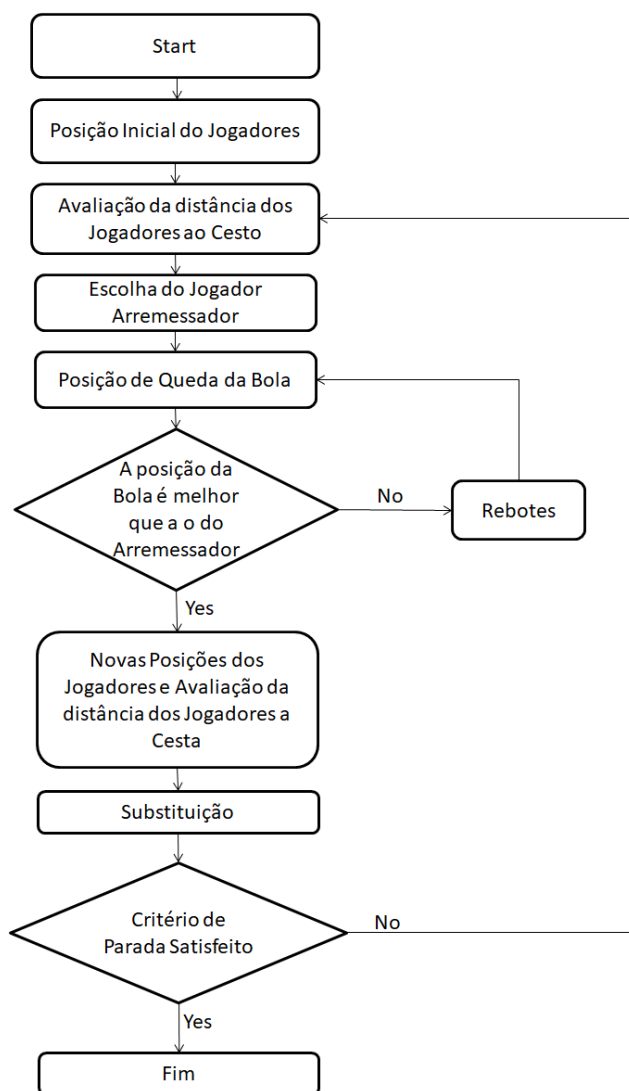 Start
Posição Inicial do Jogadores
Avaliação da distância dos
Jogadores ao Cesto
Escolha do Jogador
Arremessador
Posição de Queda da Bola
A posição da
Bola é melhor
que a o do
Arremessador
No
Rebotes
Yes
Novas Posições dos
Jogadores e Avaliação da
distância dos Jogadores a
Cesta
Substituição
Critério de
Parada Satisfeito
No
Yes
Fim